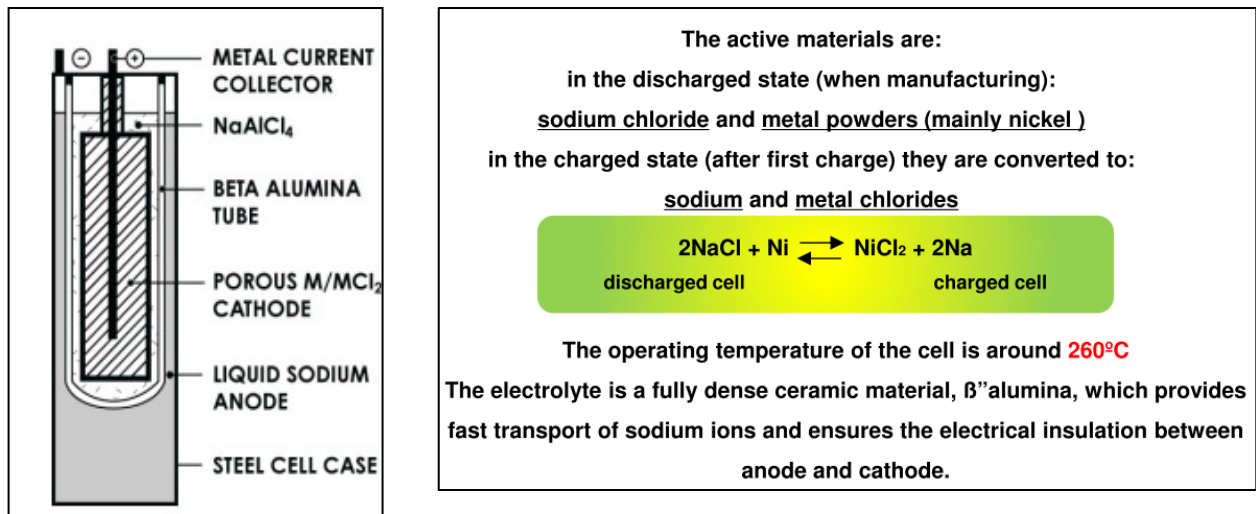 ⊖ ⊕
METAL CURRENT
COLLECTOR
NaAlCl₄
BETA ALUMINA
TUBE
POROUS M/MCl₂
CATHODE
LIQUID SODIUM
ANODE
STEEL CELL CASE
The active materials are:
in the discharged state (when manufacturing):
sodium chloride and metal powders (mainly nickel )
in the charged state (after first charge) they are converted to:
sodium and metal chlorides
2NaCl + Ni ⇄ NiCl₂ + 2Na
discharged cell charged cell
The operating temperature of the cell is around 260ºC
The electrolyte is a fully dense ceramic material, ß”alumina, which provides
fast transport of sodium ions and ensures the electrical insulation between
anode and cathode.